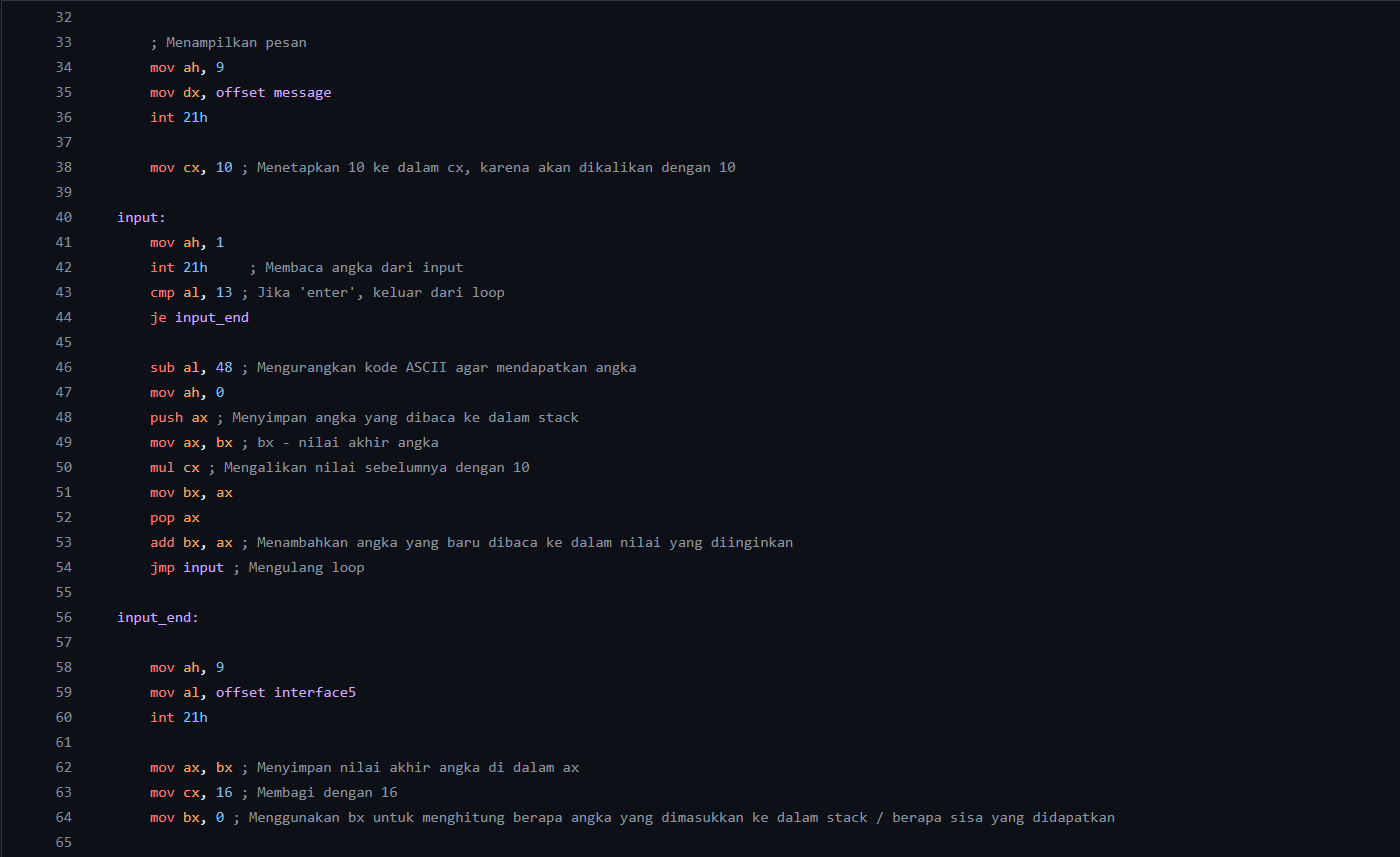 32
33 ; Menampilkan pesan
34 mov ah, 9
35 mov dx, offset message
36 int 21h
37
38 mov cx, 10 ; Menetapkan 10 ke dalam cx, karena akan dikalikan dengan 10
39
40 input:
41 mov ah, 1
42 int 21h     ; Membaca angka dari input
43 cmp al, 13 ; Jika 'enter', keluar dari loop
44 je input_end
45
46 sub al, 48 ; Mengurangkan kode ASCII agar mendapatkan angka
47 mov ah, 0
48 push ax ; Menyimpan angka yang dibaca ke dalam stack
49 mov ax, bx ; bx - nilai akhir angka
50 mul cx ; Mengalikan nilai sebelumnya dengan 10
51 mov bx, ax
52 pop ax
53 add bx, ax ; Menambahkan angka yang baru dibaca ke dalam nilai yang diinginkan
54 jmp input ; Mengulang loop
55
56 input_end:
57
58 mov ah, 9
59 mov al, offset interface5
60 int 21h
61
62 mov ax, bx ; Menyimpan nilai akhir angka di dalam ax
63 mov cx, 16 ; Membagi dengan 16
64 mov bx, 0 ; Menggunakan bx untuk menghitung berapa angka yang dimasukkan ke dalam stack / berapa sisa yang didapatkan
65